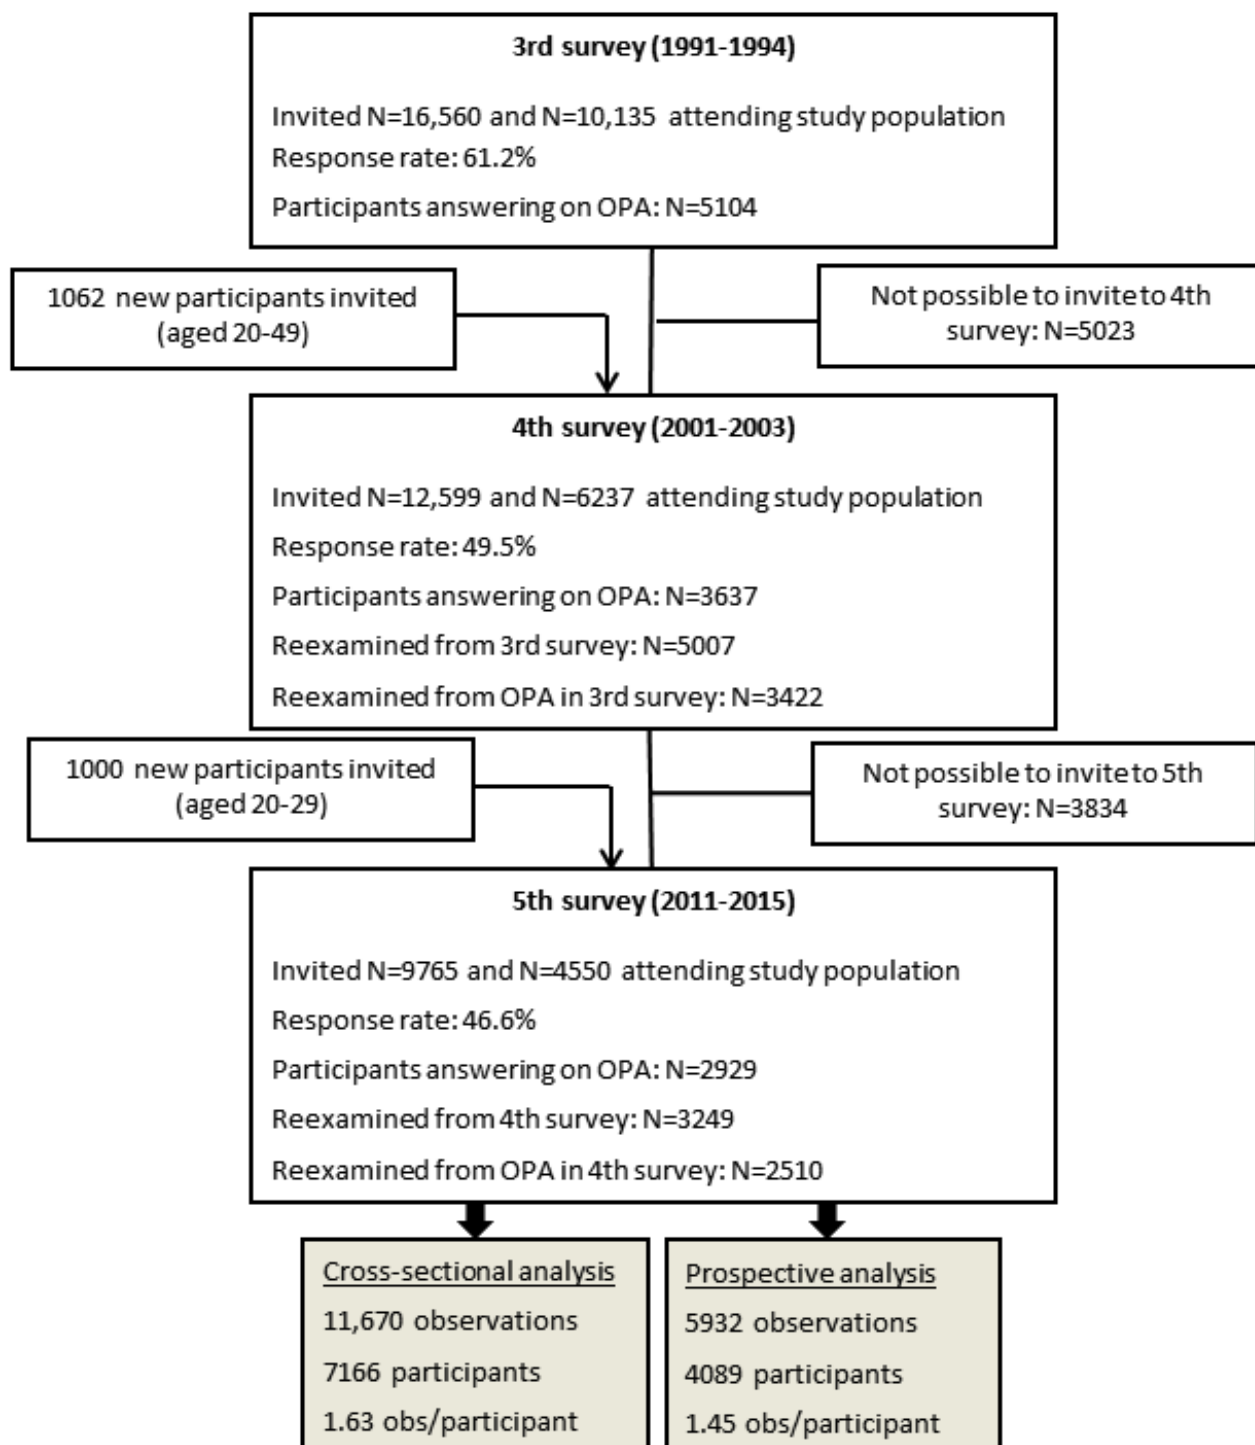 3rd survey (1991-1994)
Invited N=16,560 and N=10,135 attending study population
Response rate: 61.2%
Participants answering on OPA: N=5104
1062 new participants invited
(aged 20-49)
Not possible to invite to 4th
survey: N=5023
4th survey (2001-2003)
Invited N=12,599 and N=6237 attending study population
Response rate: 49.5%
Participants answering on OPA: N=3637
Reexamined from 3rd survey: N=5007
Reexamined from OPA in 3rd survey: N=3422
1000 new participants invited
(aged 20-29)
Not possible to invite to 5th
survey: N=3834
5th survey (2011-2015)
Invited N=9765 and N=4550 attending study population
Response rate: 46.6%
Participants answering on OPA: N=2929
Reexamined from 4th survey: N=3249
Reexamined from OPA in 4th survey: N=2510
Cross-sectional analysis
11,670 observations
7166 participants
1.63 obs/participant
Prospective analysis
5932 observations
4089 participants
1.45 obs/participant